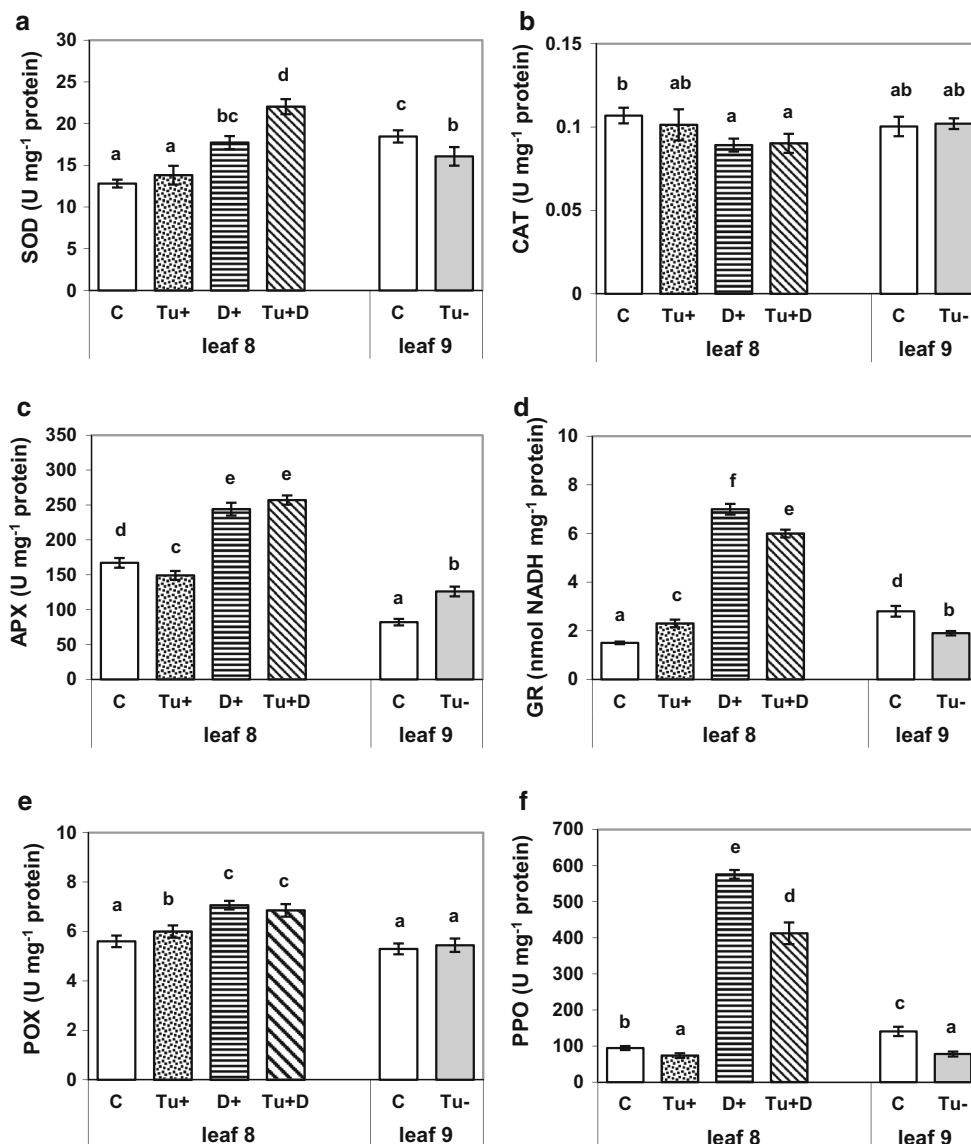 a
SOD (U mg-1 protein)
30
25
20
15
10
5
0
a
a
bc
d
c
b
C Tu+ D+ Tu+D C Tu-
leaf 8 leaf 9
b
CAT (U mg-1 protein)
0.15
0.1
0.05
0
b
ab
a
a
ab
ab
C Tu+ D+ Tu+D C Tu-
leaf 8 leaf 9
c
APX (U mg-1 protein)
350
300
250
200
150
100
50
0
d
c
e
e
a
b
C Tu+ D+ Tu+D C Tu-
leaf 8 leaf 9
d
GR (nmol NADH mg-1 protein)
10
8
6
4
2
0
a
c
f
e
d
b
C Tu+ D+ Tu+D C Tu-
leaf 8 leaf 9
e
POX (U mg-1 protein)
10
8
6
4
2
0
a
b
c
c
a
a
C Tu+ D+ Tu+D C Tu-
leaf 8 leaf 9
f
PPO (U mg-1 protein)
700
600
500
400
300
200
100
0
b
a
e
d
c
a
C Tu+ D+ Tu+D C Tu-
leaf 8 leaf 9